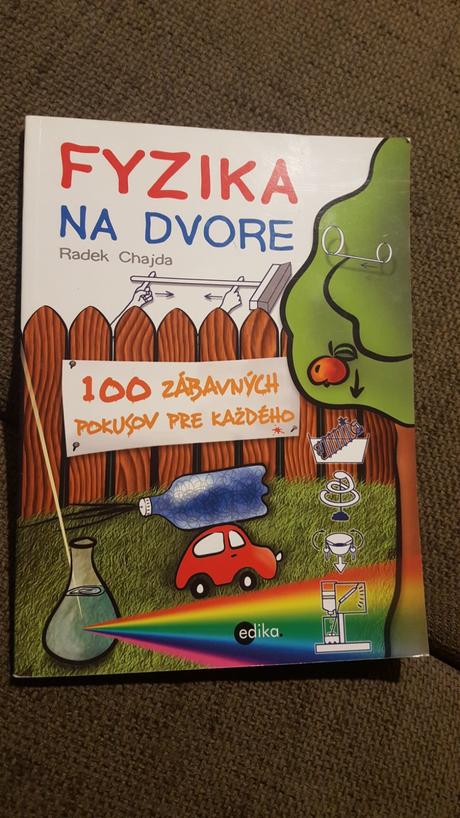 FYZIKA
NA DVORE
Radek Chajda
100 ZÁBAVNÝCH
POKUSOV PRE KAŽDÉHO
edika.